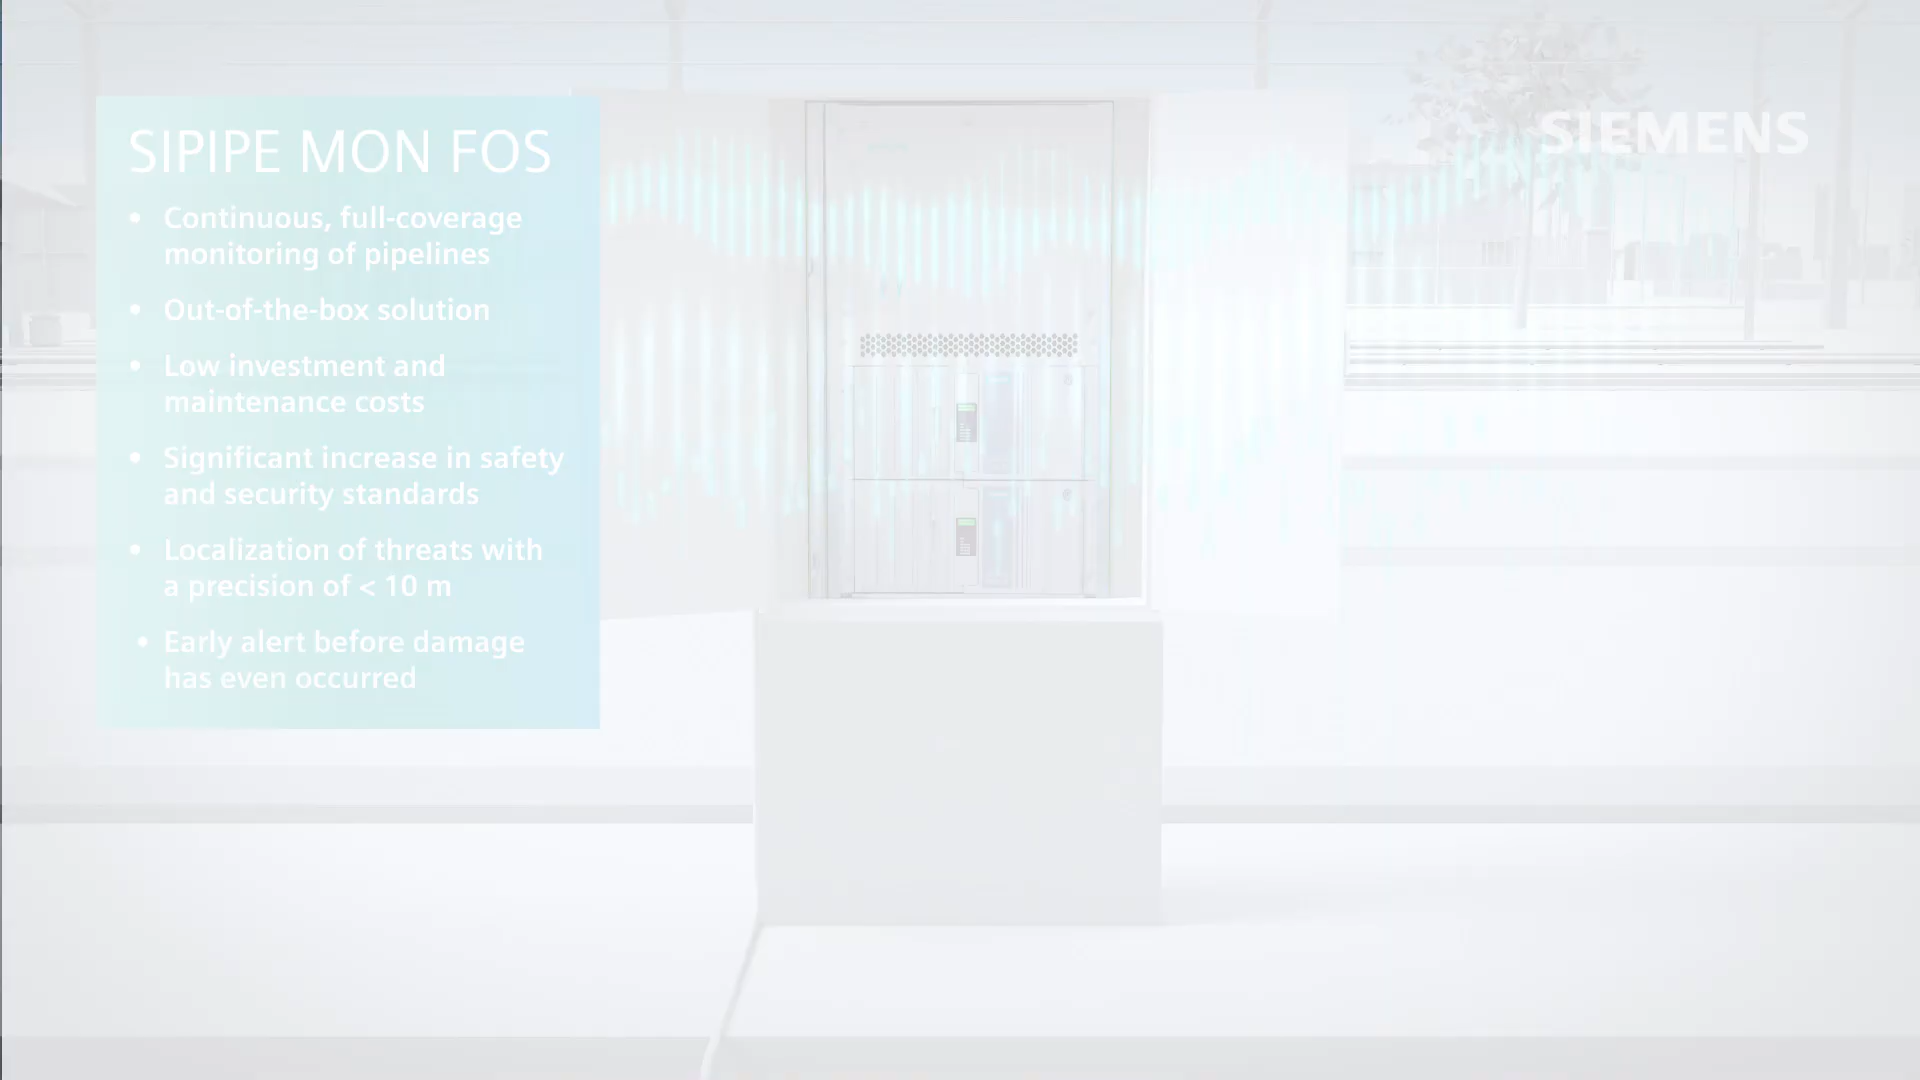 SIEMENS
SIPIPE MON FOS
• Continuous, full-coverage
monitoring of pipelines
• Out-of-the-box solution
• Low investment and
maintenance costs
• Significant increase in safety
and security standards
• Localization of threats with
a precision of < 10 m
• Early alert before damage
has even occurred